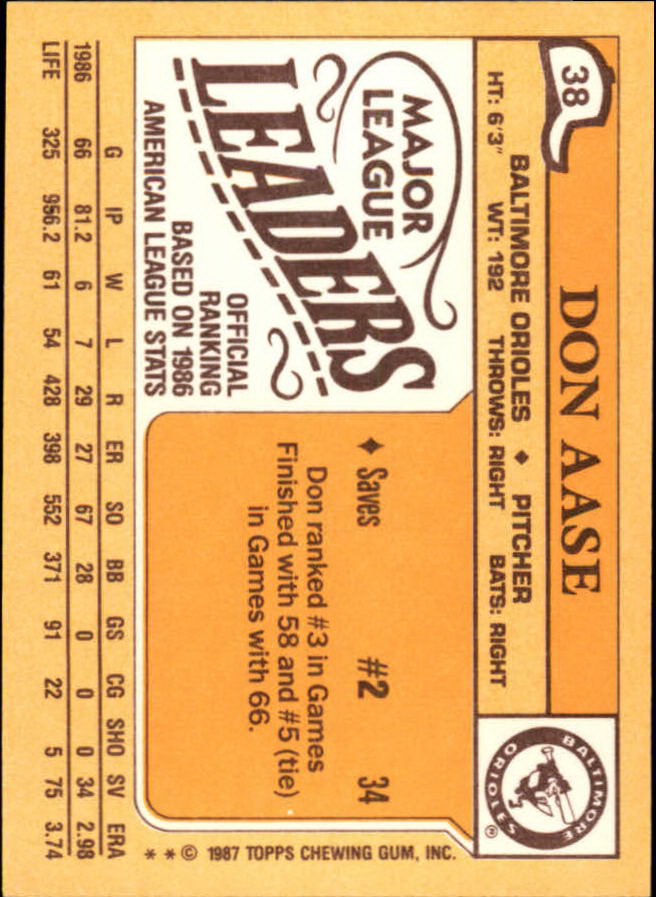 38
DON AASE
BALTIMORE ORIOLES ♦ PITCHER
HT: 6'3" WT: 192 THROWS: RIGHT BATS: RIGHT
BALTIMORE
ORIOLES ®
MAJOR
LEAGUE
LEADERS
OFFICIAL
RANKING
BASED ON 1986
AMERICAN LEAGUE STATS
♦ Saves #2 34
Don ranked #3 in Games
Finished with 58 and #5 (tie)
in Games with 66.
* * © 1987 TOPPS CHEWING GUM, INC.
G IP W L R ER SO BB GS CG SHO SV ERA
1986 66 81.2 6 7 29 27 67 28 0 0 0 34 2.98
LIFE 325 956.2 61 54 428 398 552 371 91 22 5 75 3.74